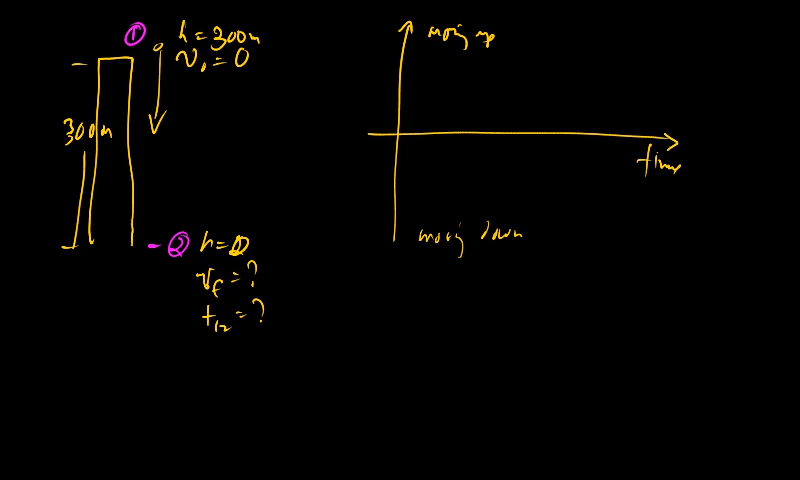 ①
h = 300m
v₀ = 0
300m
② h = 0
v_f = ?
t₁₂ = ?
moving up
time
moving down